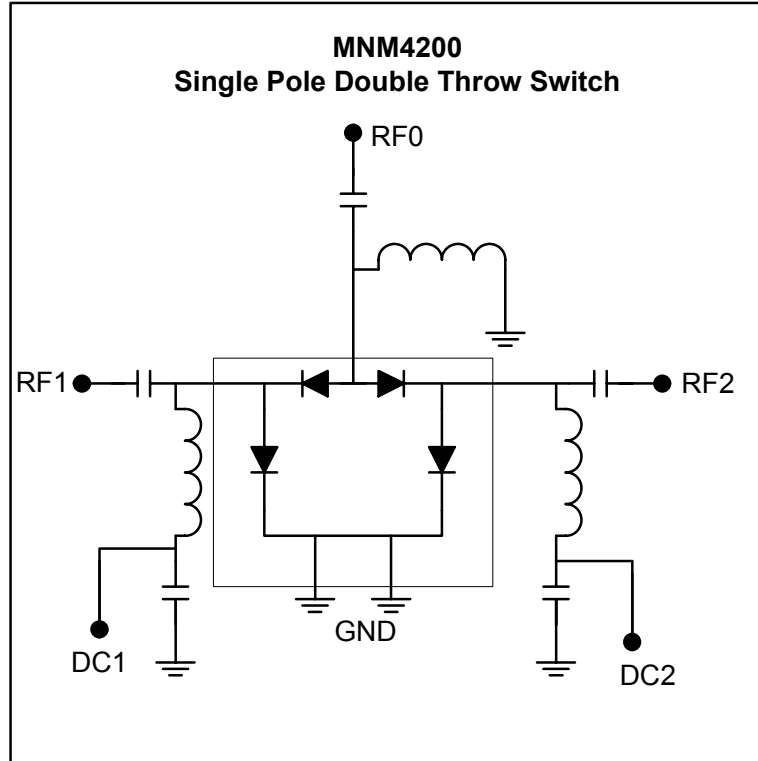 MNM4200
Single Pole Double Throw Switch
RF0
RF1
RF2
GND
DC1
DC2